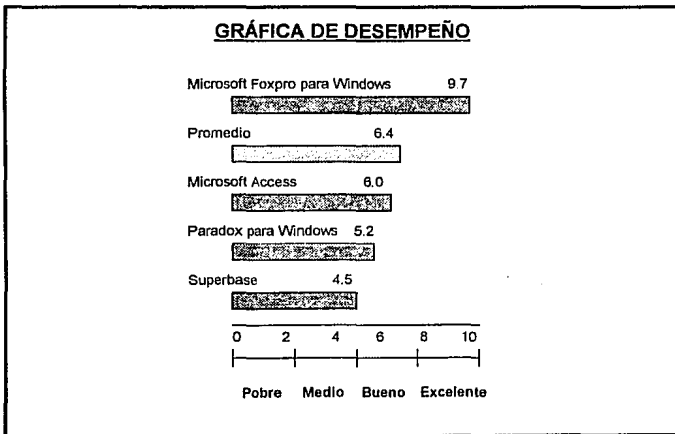 GRÁFICA DE DESEMPEÑO
Microsoft Foxpro para Windows 9.7
Promedio 6.4
Microsoft Access 6.0
Paradox para Windows 5.2
Superbase 4.5
0 2 4 6 8 10
Pobre Medio Bueno Excelente